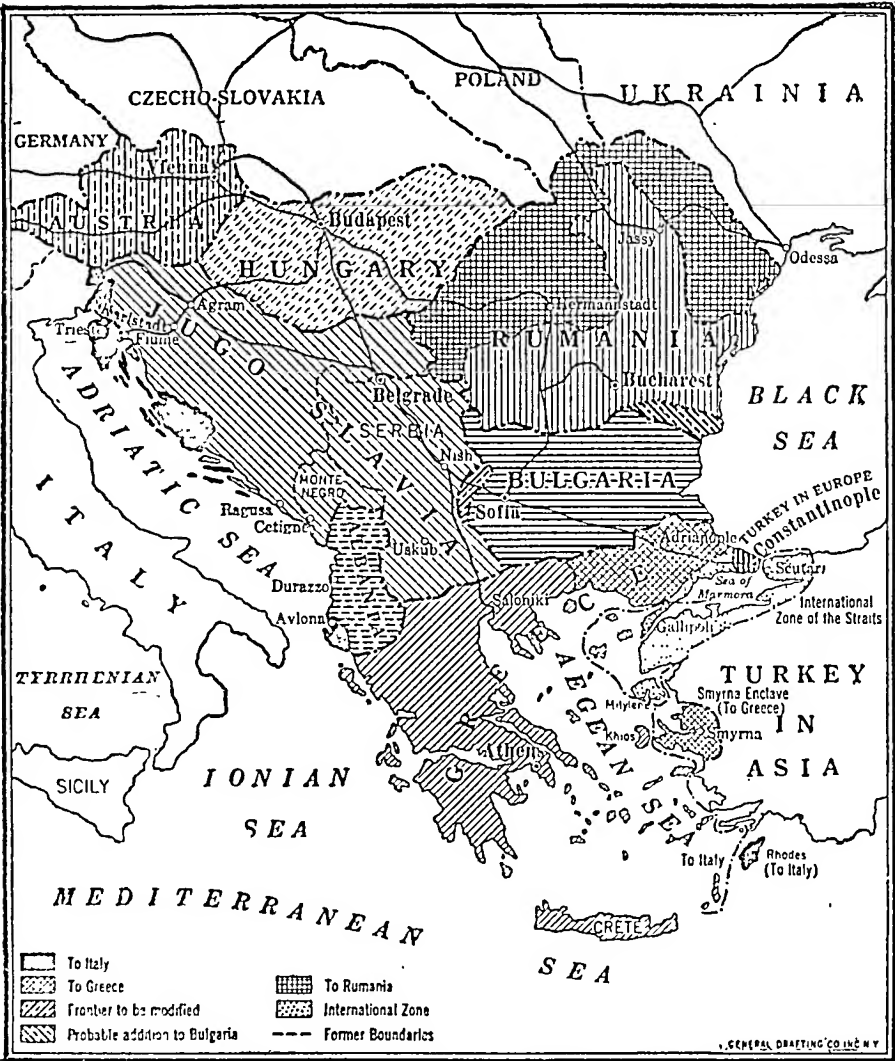 POLAND
UKRAINIA
CZECHO-SLOVAKIA
GERMANY
Vienna
AUSTRIA
Budapest
HUNGARY
Jassy
Odessa
Hermannstadt
Agram
Karlstadt
Triest
Fiume
JUGO
SLAVIA
RUMANIA
Bucharest
Belgrade
SERBIA
BLACK
SEA
ADRIATIC SEA
ITALY
Nish
MONTE-
NEGRO
BULGARIA
Sofia
Ragusa
Cetigne
Uskub
ALBANIA
Adrianople
TURKEY IN EUROPE
Constantinople
Scutari
Sea of
Marmora
International
Zone of the Straits
Durazzo
Avlona
Saloniki
Gallipoli
GREECE
AEGEAN SEA
TYRRHENIAN
SEA
TURKEY
IN
ASIA
Mitylene
Smyrna Enclave
(To Greece)
Khios
Smyrna
Athens
SICILY
IONIAN
SEA
To Italy
Rhodes
(To Italy)
MEDITERRANEAN
SEA
CRETE
To Italy
To Greece
Frontier to be modified
Probable addition to Bulgaria
To Rumania
International Zone
Former Boundaries
GENERAL DRAFTING CO INC N Y